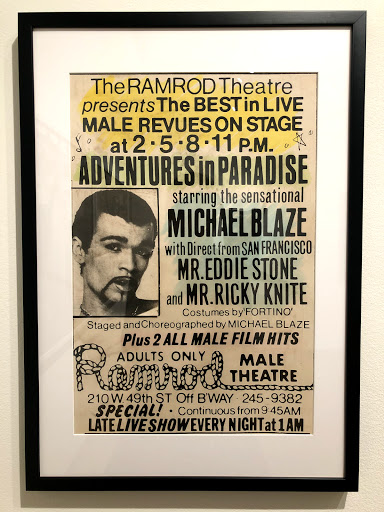 The RAMROD Theatre
presents The BEST in LIVE
MALE REVUES ON STAGE
at 2·5·8·11 P.M.
ADVENTURES in PARADISE
starring the sensational
MICHAEL BLAZE
with Direct from SAN FRANCISCO
MR. EDDIE STONE
and MR. RICKY KNITE
Costumes by 'FORTINO'
Staged and Choreographed by MICHAEL BLAZE
Plus 2 ALL MALE FILM HITS
ADULTS ONLY
Ramrod MALE
THEATRE
210 W. 49th ST Off B'WAY - 245-9382
SPECIAL! · Continuous from 9 45AM
LATE LIVE SHOW EVERY NIGHT at 1 AM